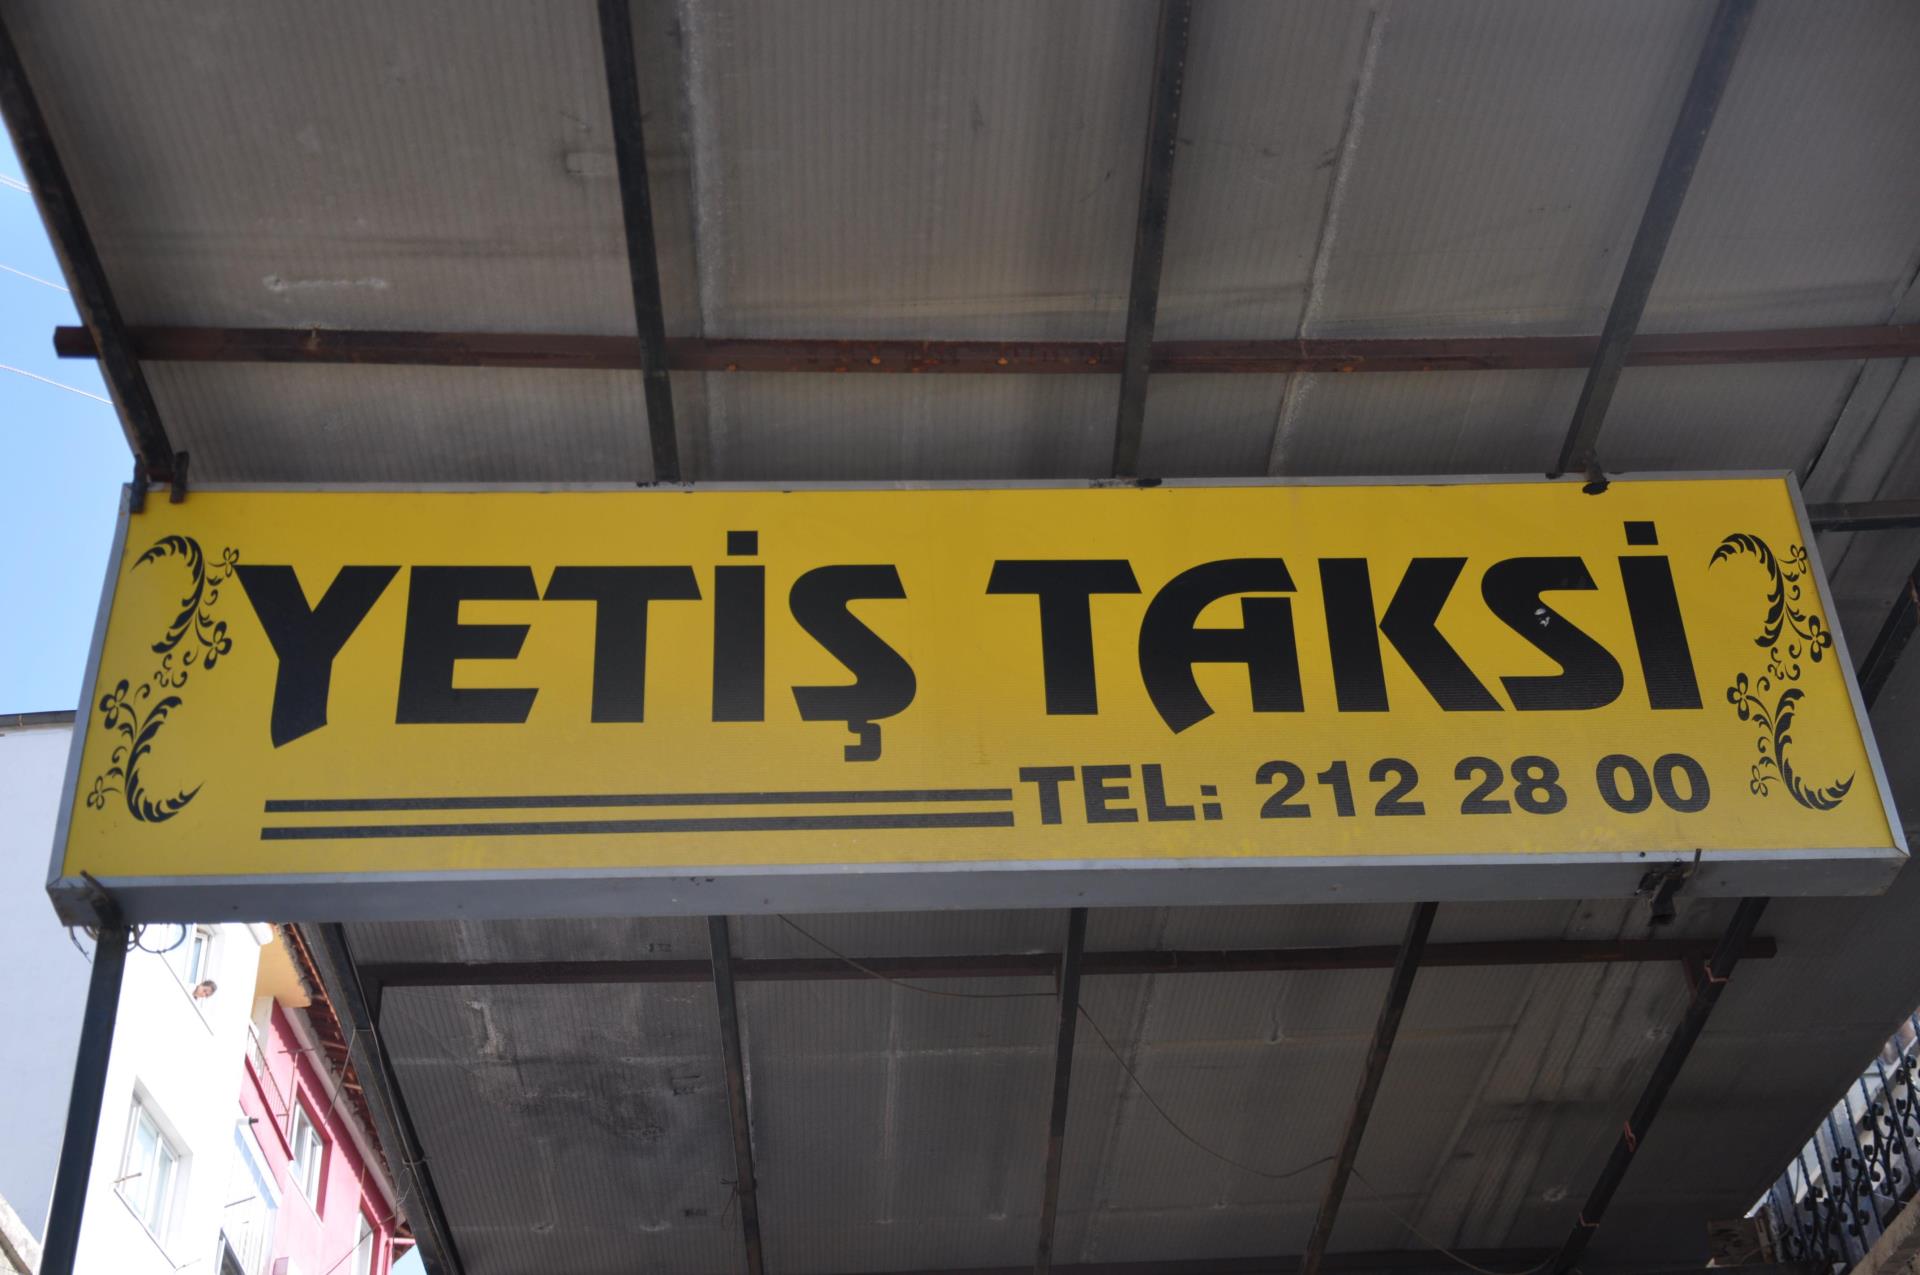 YETİŞ TAKSİ
TEL: 212 28 00